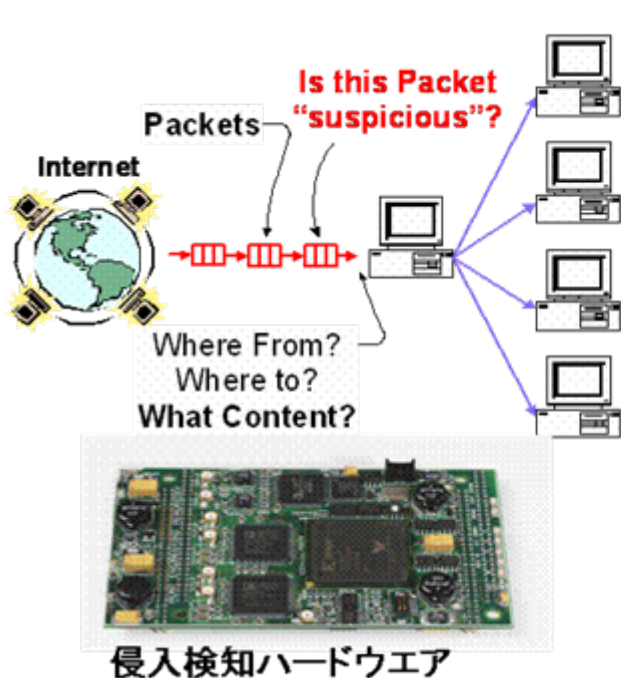 Is this Packet
“suspicious”?
Packets
Internet
Where From?
Where to?
What Content?
侵入検知ハードウエア